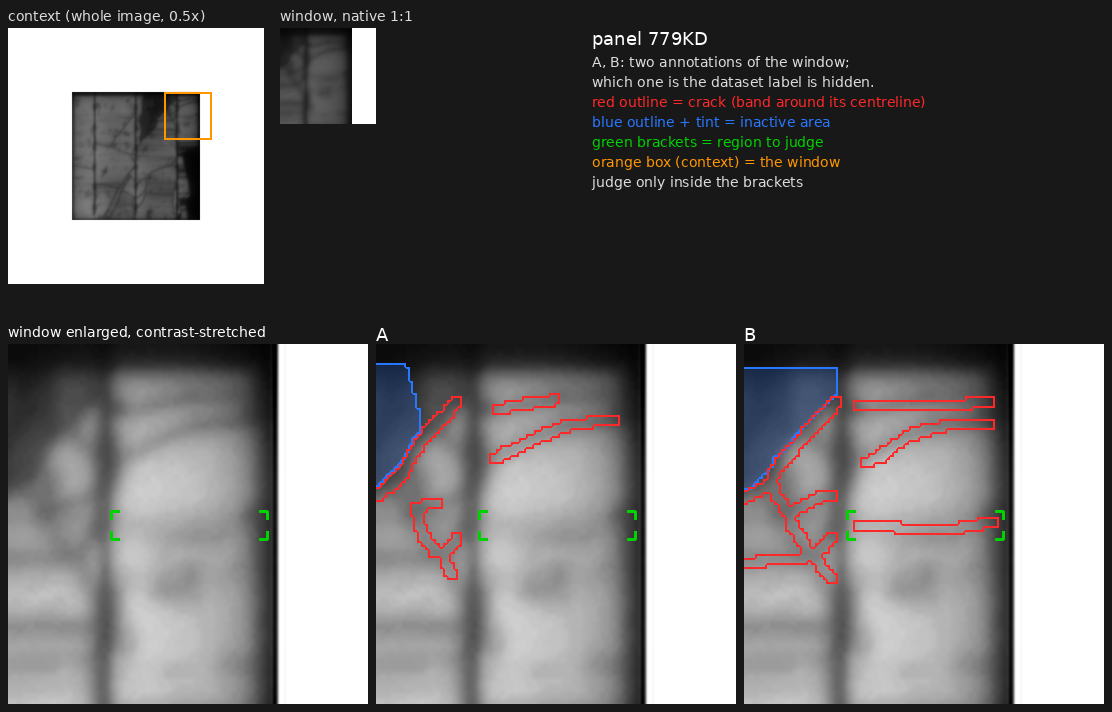 context (whole image, 0.5x)
window, native 1:1
panel 779KD
A, B: two annotations of the window;
which one is the dataset label is hidden.
red outline = crack (band around its centreline)
blue outline + tint = inactive area
green brackets = region to judge
orange box (context) = the window
judge only inside the brackets
window enlarged, contrast-stretched
A
B